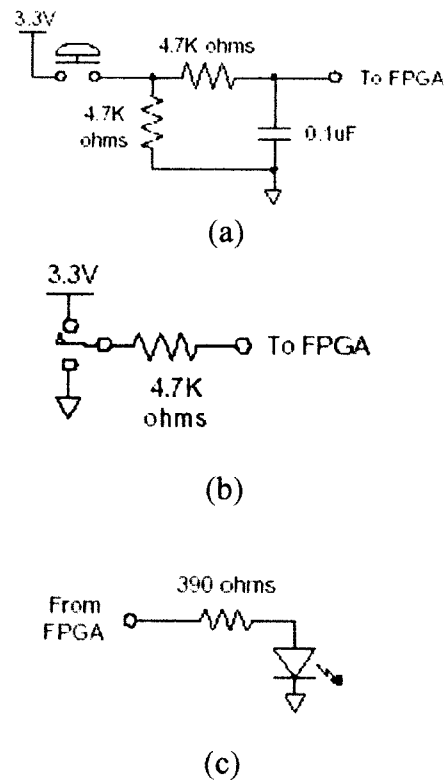 3.3V
4.7K ohms
To FPGA
4.7K
ohms
0.1uF
(a)
3.3V
To FPGA
4.7K
ohms
(b)
390 ohms
From
FPGA
(c)